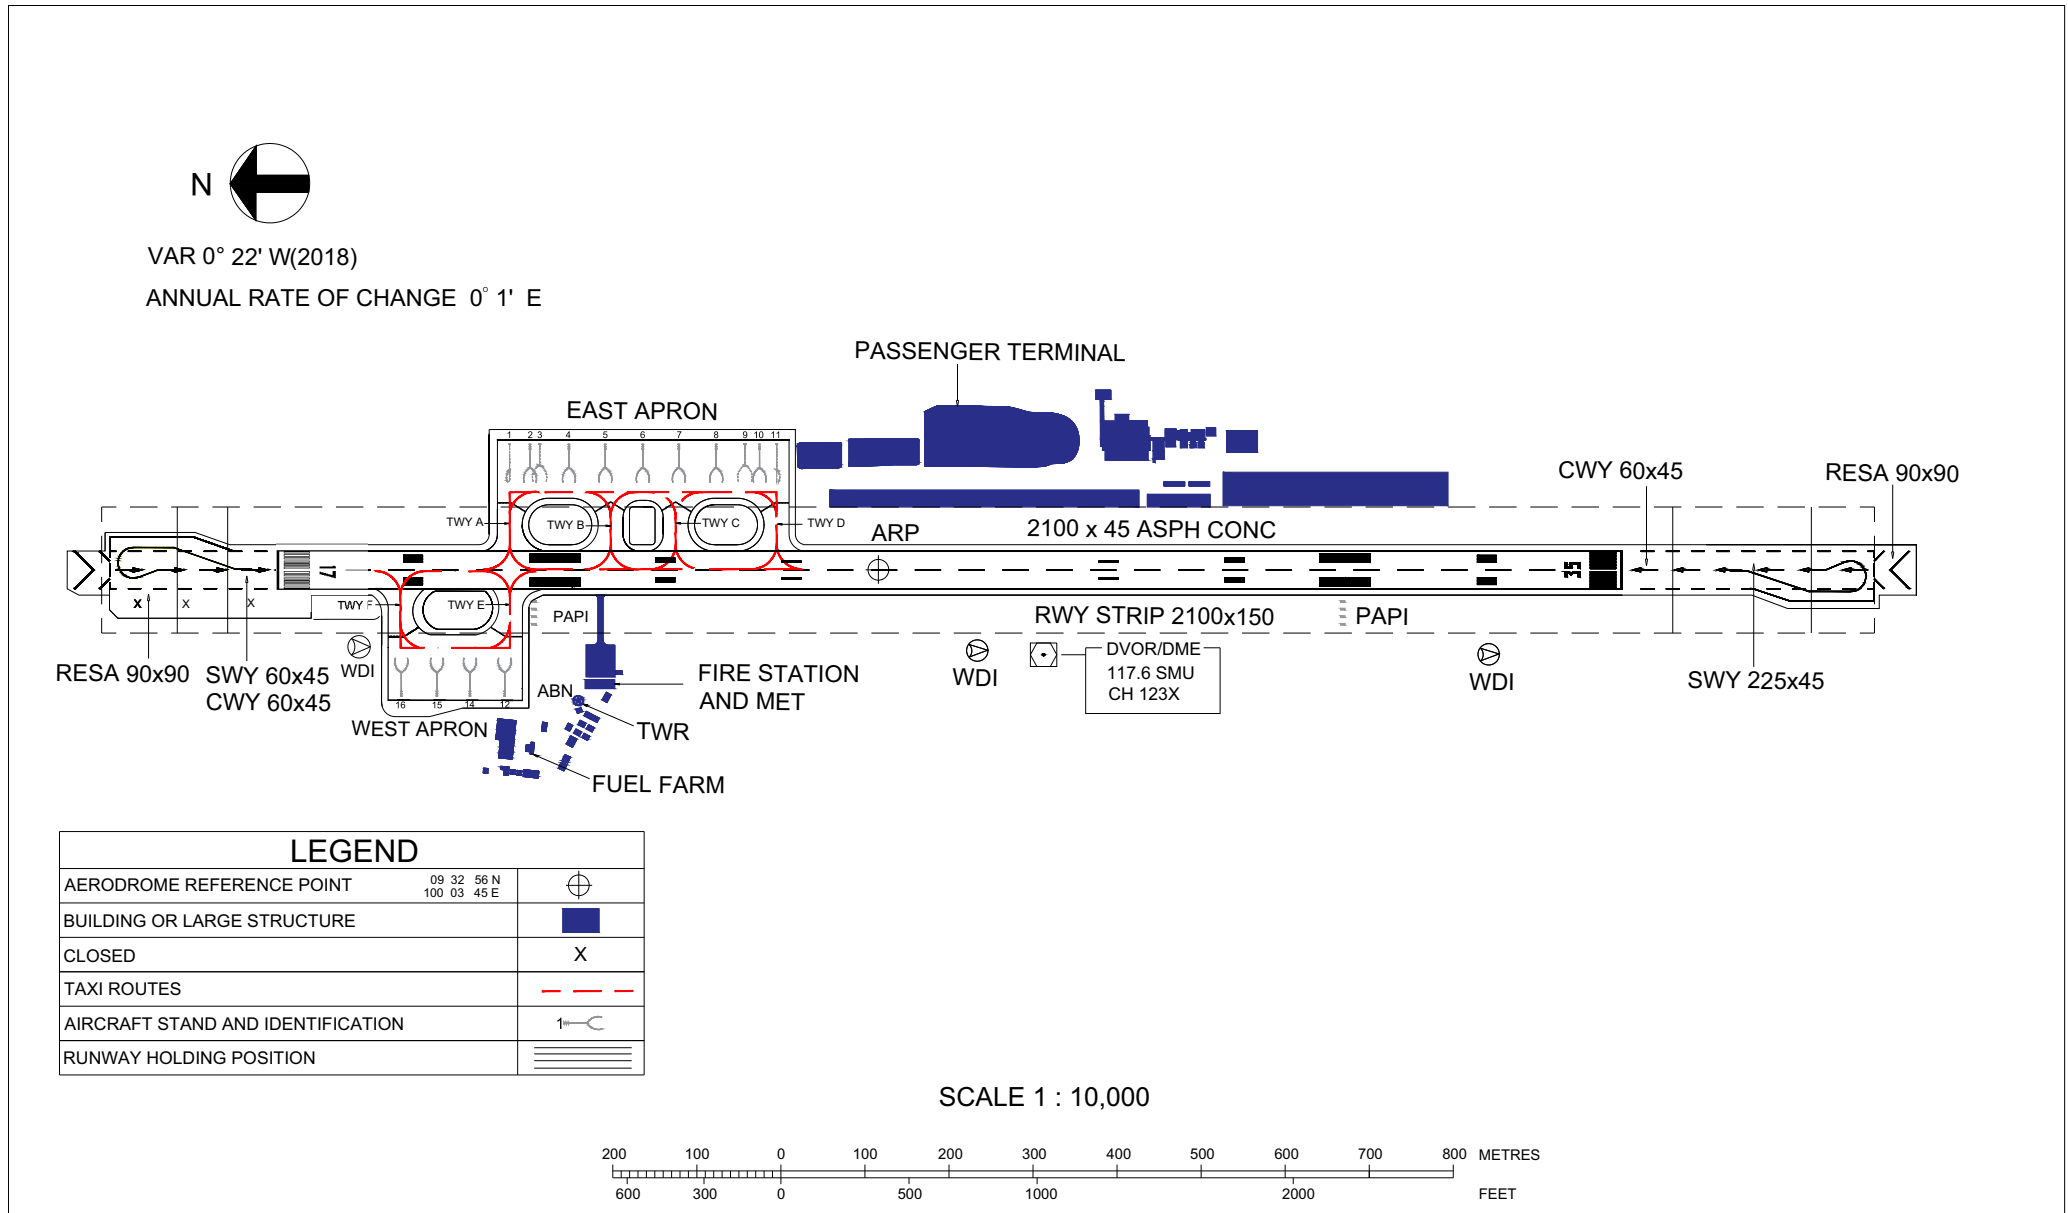 N
VAR 0° 22' W(2018)
ANNUAL RATE OF CHANGE 0° 1' E
PASSENGER TERMINAL
EAST APRON
1 2 3 4 5 6 7 8 9 10 11
CWY 60x45
RESA 90x90
TWY A
TWY B
TWY C
TWY D
ARP
2100 x 45 ASPH CONC
17
35
X X X
TWY F
TWY E
PAPI
RWY STRIP 2100x150
PAPI
RESA 90x90
SWY 60x45
CWY 60x45
WDI
WDI
DVOR/DME
117.6 SMU
CH 123X
WDI
SWY 225x45
FIRE STATION
AND MET
ABN
16 15 14 12
WEST APRON
TWR
FUEL FARM
LEGEND
AERODROME REFERENCE POINT 09 32 56 N
100 03 45 E
BUILDING OR LARGE STRUCTURE
CLOSED X
TAXI ROUTES
AIRCRAFT STAND AND IDENTIFICATION 1
RUNWAY HOLDING POSITION
SCALE 1 : 10,000
200 100 0 100 200 300 400 500 600 700 800 METRES
600 300 0 500 1000 2000 FEET